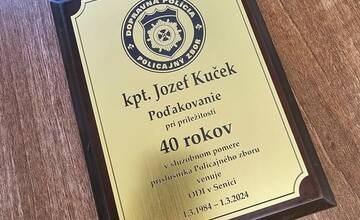 DOPRAVNÁ POLÍCIA
POLICAJNÝ ZBOR
kpt. Jozef Kuček
Poďakovanie
pri príležitosti
40 rokov
v služobnom pomere
príslušníka Policajného zboru
venuje
ODI v Senici
1.3.1984 – 1.3.2024